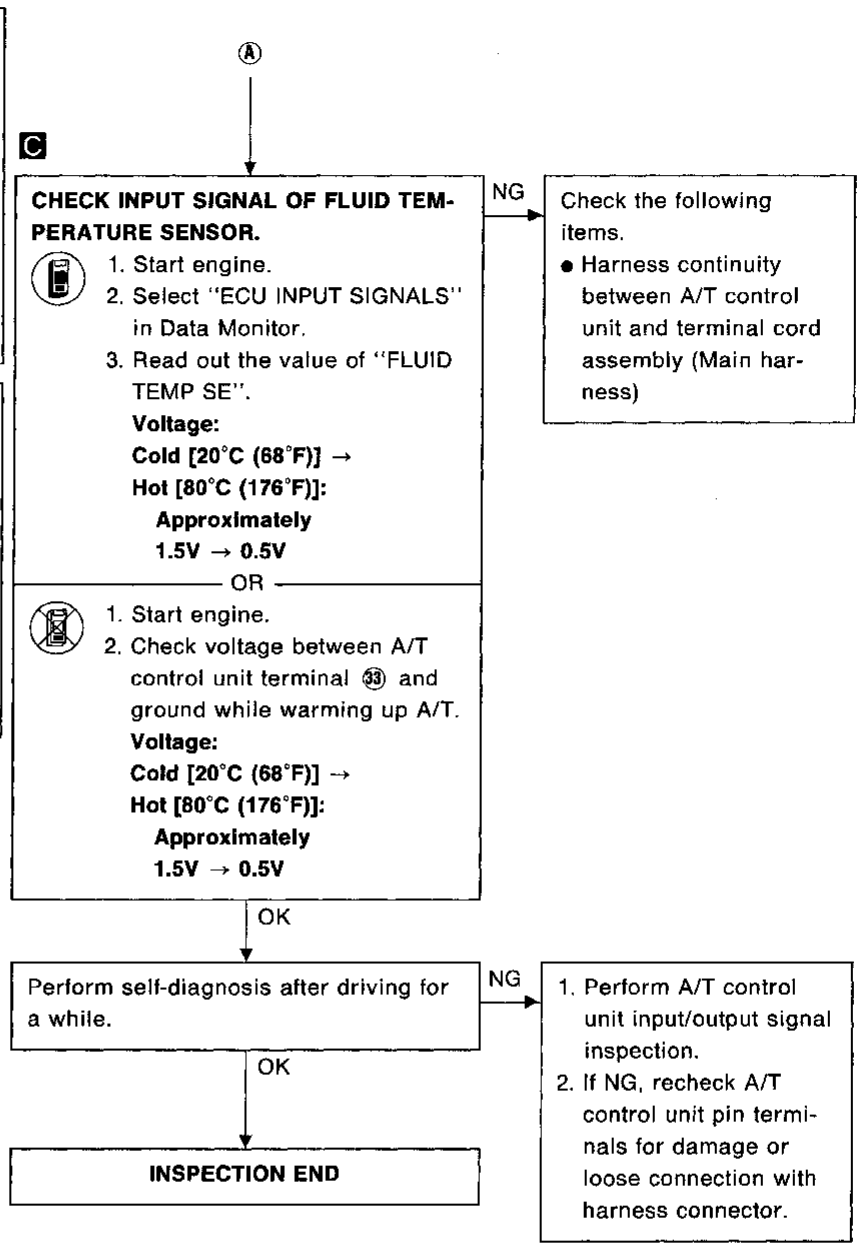 Ⓐ
C
CHECK INPUT SIGNAL OF FLUID TEM-
PERATURE SENSOR.
1. Start engine.
2. Select "ECU INPUT SIGNALS"
in Data Monitor.
3. Read out the value of "FLUID
TEMP SE".
Voltage:
Cold [20°C (68°F)] →
Hot [80°C (176°F)]:
Approximately
1.5V → 0.5V
OR
1. Start engine.
2. Check voltage between A/T
control unit terminal ㉝ and
ground while warming up A/T.
Voltage:
Cold [20°C (68°F)] →
Hot [80°C (176°F)]:
Approximately
1.5V → 0.5V
NG
Check the following
items.
● Harness continuity
between A/T control
unit and terminal cord
assembly (Main har-
ness)
OK
Perform self-diagnosis after driving for
a while.
NG
1. Perform A/T control
unit input/output signal
inspection.
2. If NG, recheck A/T
control unit pin termi-
nals for damage or
loose connection with
harness connector.
OK
INSPECTION END